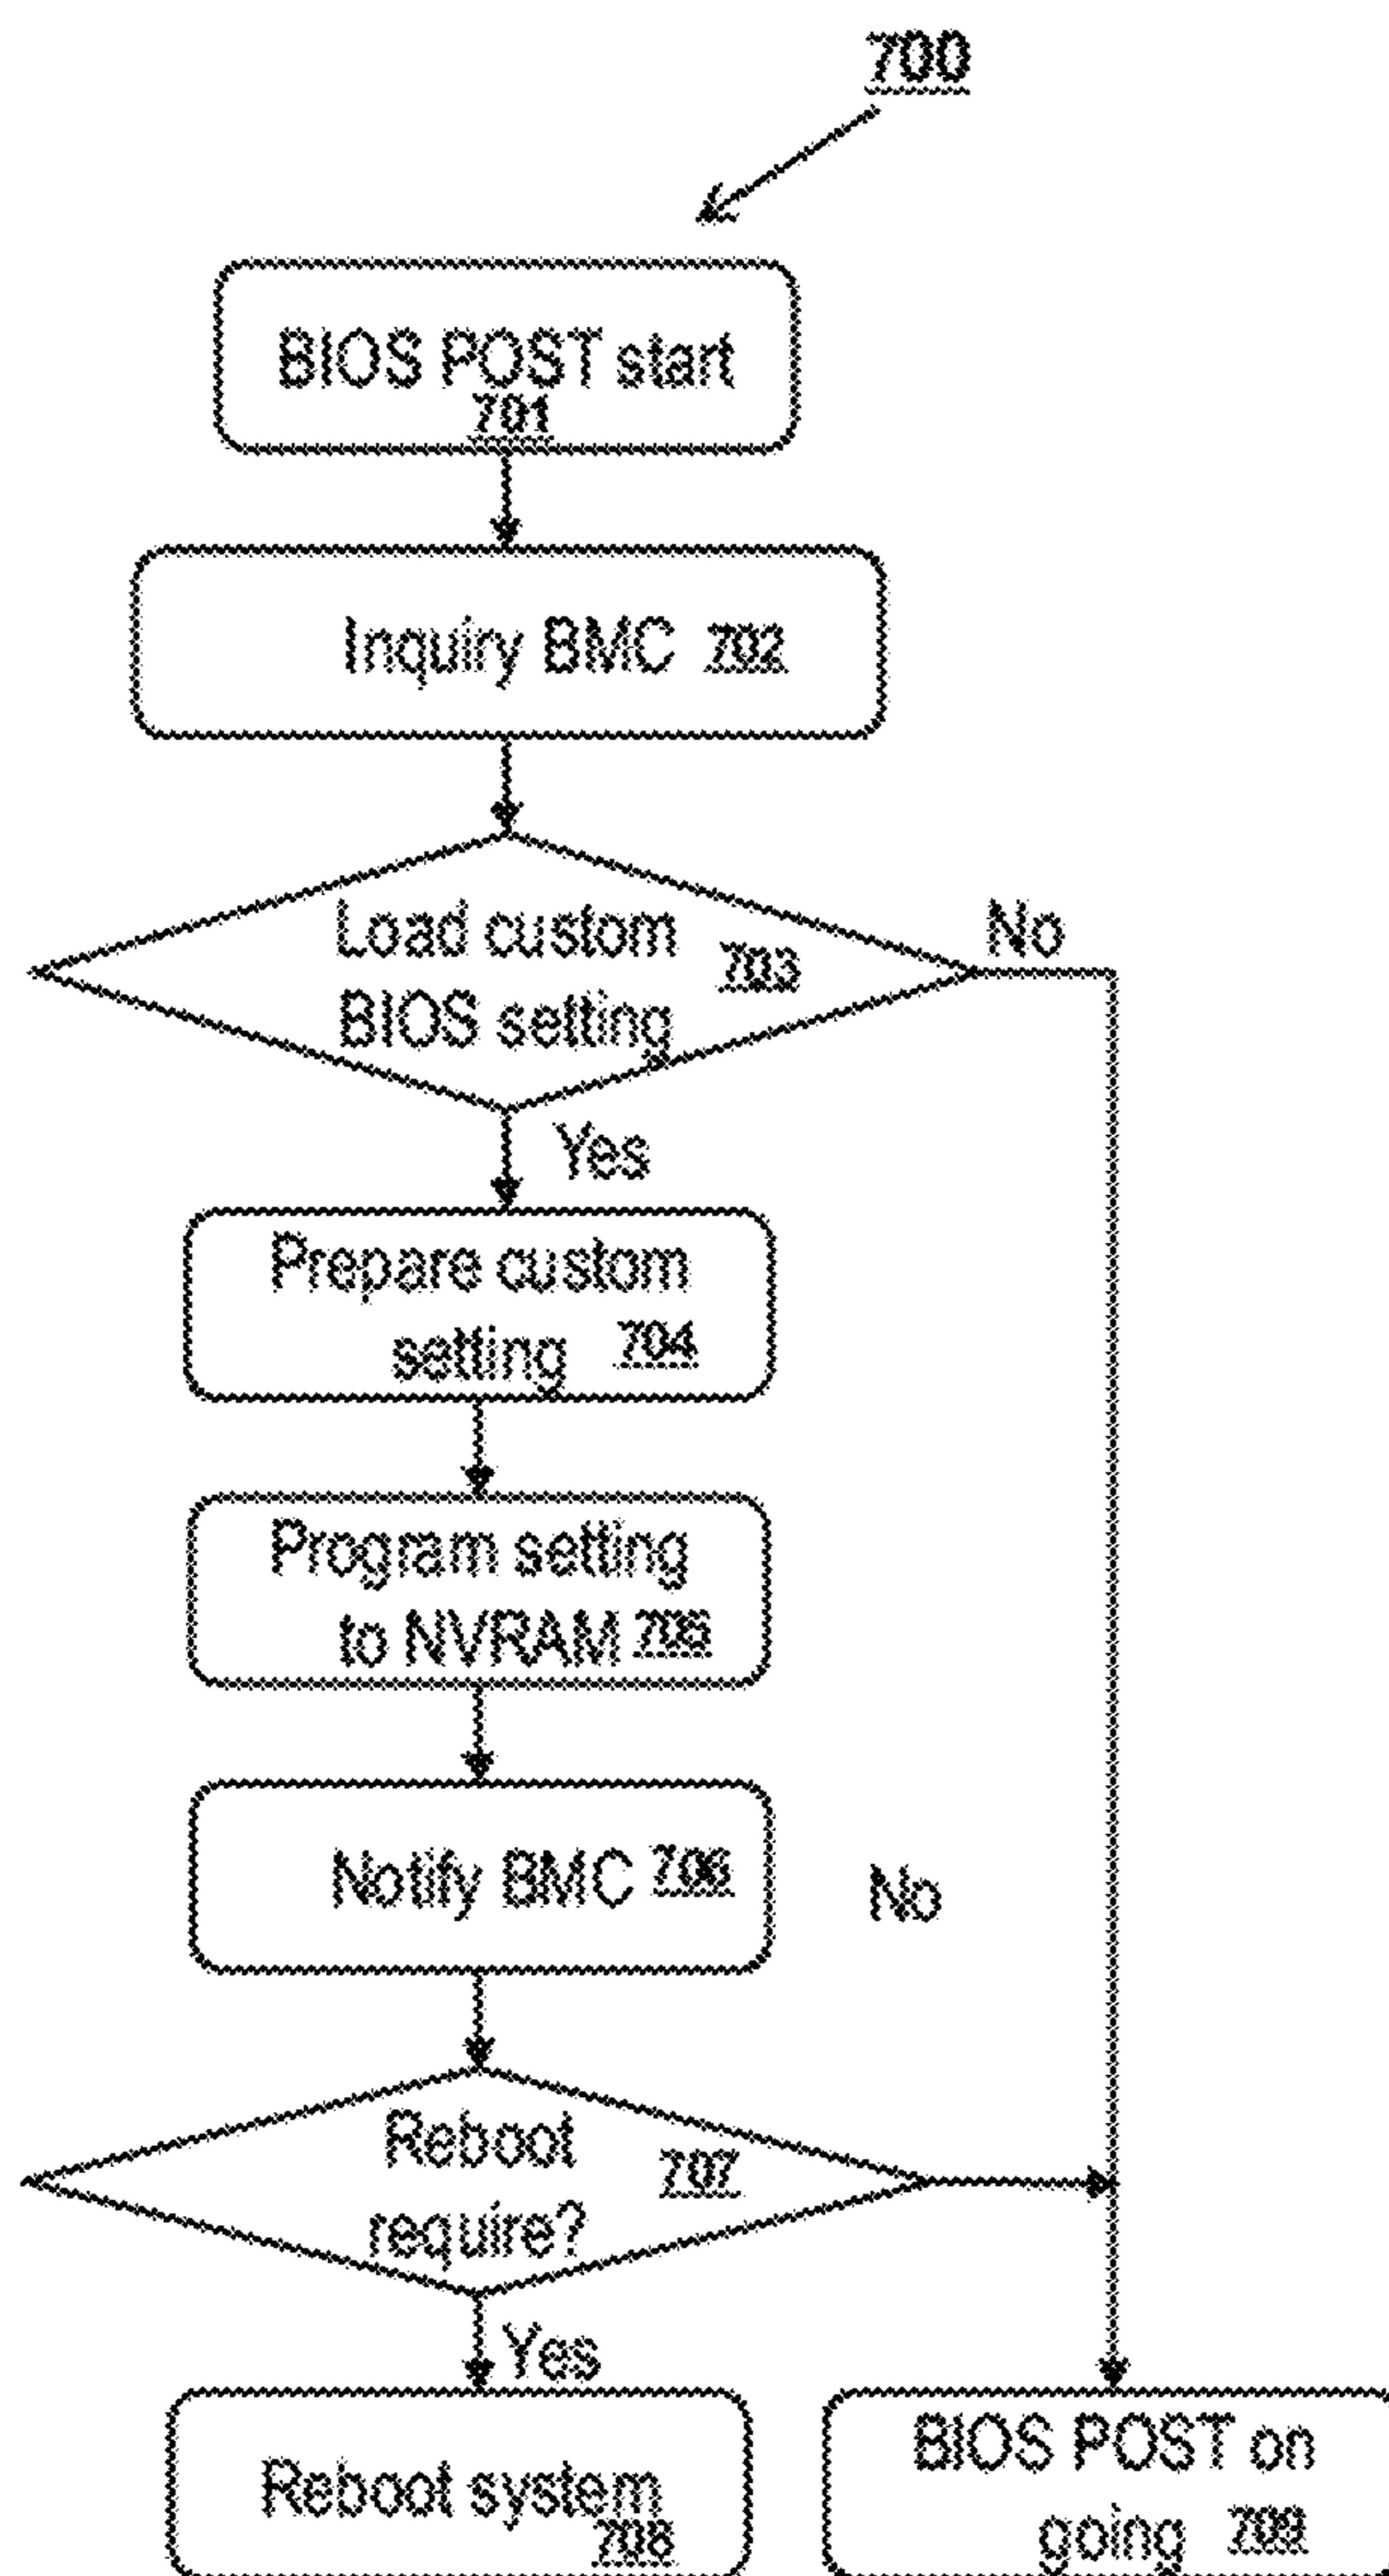 700
BIOS POST start
701
Inquiry BMC 702
Load custom
BIOS setting 703
No
Yes
Prepare custom
setting 704
Program setting
to NVRAM 705
Notify BMC 706
No
Reboot
require? 707
Yes
Reboot system
708
BIOS POST on
going 709